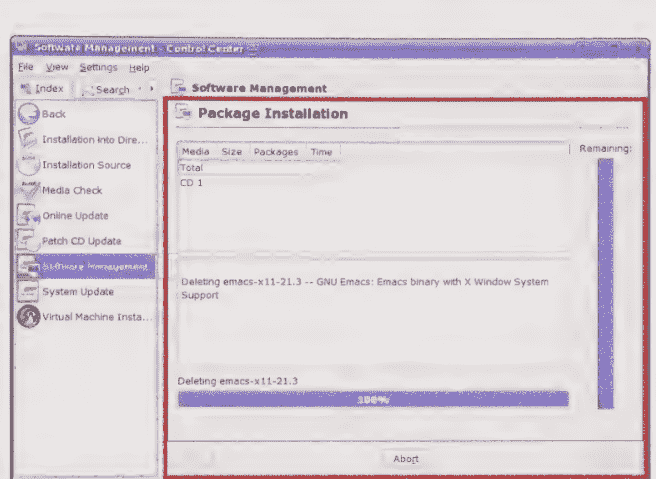 Software Management - Control Center
File View Settings Help
Index Search
Software Management
Back
Installation into Dire...
Installation Source
Media Check
Online Update
Patch CD Update
Software Management
System Update
Virtual Machine Insta...
Package Installation
Media Size Packages Time
Remaining:
Total
CD 1
Deleting emacs-x11-21.3 -- GNU Emacs: Emacs binary with X Window System
Support
Deleting emacs-x11-21.3
100%
Abort